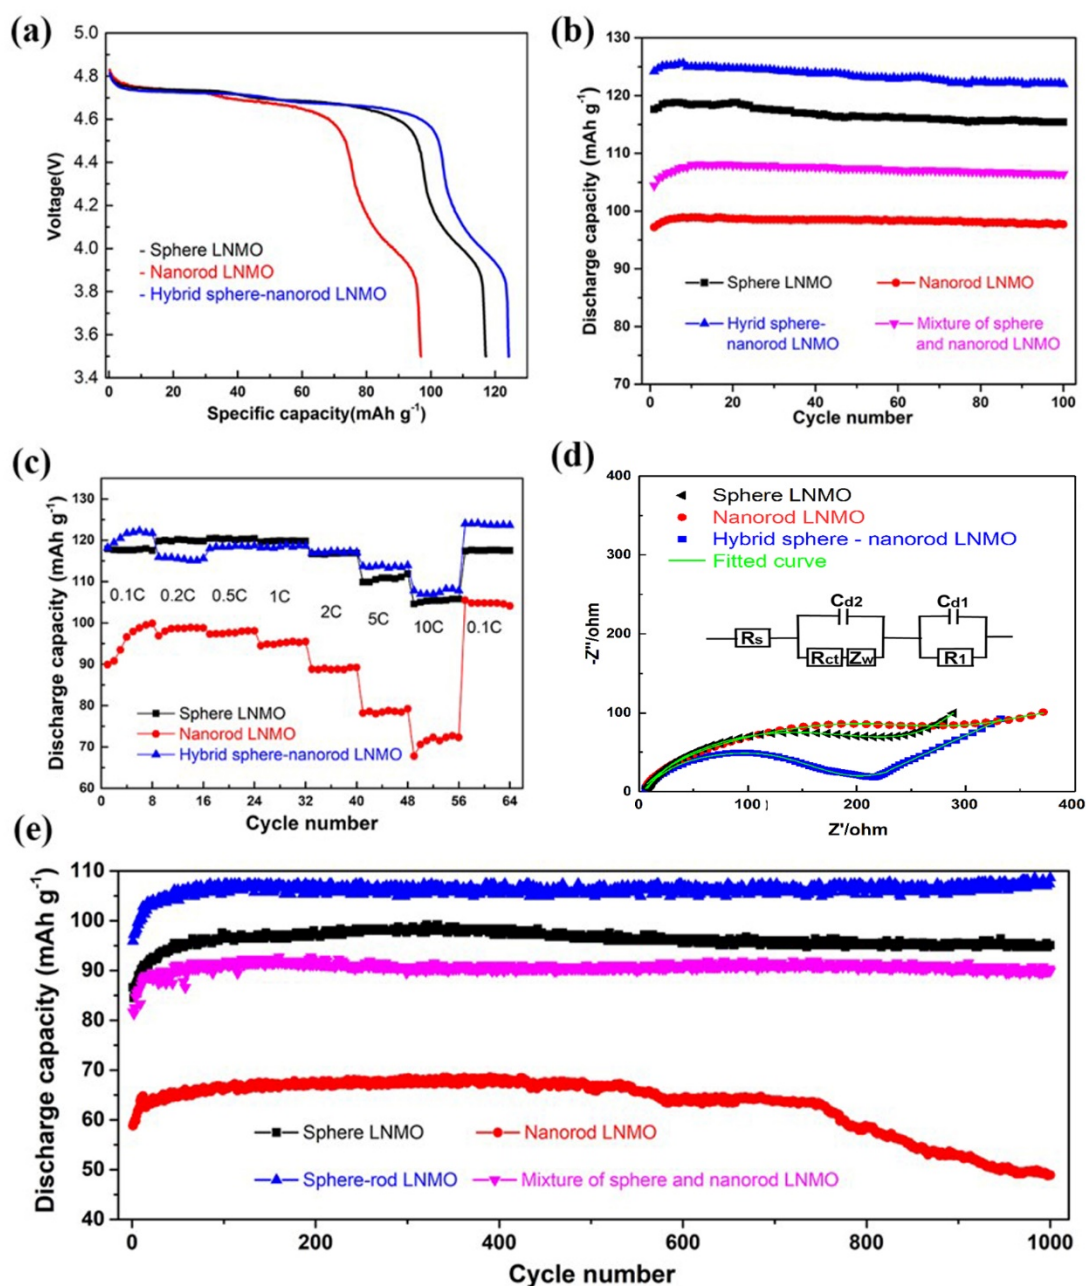 (a)
5.0
4.8
4.6
4.4
4.2
4.0
3.8
3.6
3.4
Voltage(V)
- Sphere LNMO
- Nanorod LNMO
- Hybrid sphere-nanorod LNMO
0 20 40 60 80 100 120
Specific capacity(mAh g-1)
(b)
130
120
110
100
90
80
70
Discharge capacity (mAh g-1)
Sphere LNMO
Nanorod LNMO
Hyrid sphere-
nanorod LNMO
Mixture of sphere
and nanorod LNMO
0 20 40 60 80 100
Cycle number
(c)
130
120
110
100
90
80
70
60
Discharge capacity (mAh g-1)
0.1C 0.2C 0.5C 1C 2C 5C 10C 0.1C
Sphere LNMO
Nanorod LNMO
Hybrid sphere-nanorod LNMO
0 8 16 24 32 40 48 56 64
Cycle number
(d)
400
300
200
100
0
-Z''/ohm
Sphere LNMO
Nanorod LNMO
Hybrid sphere - nanorod LNMO
Fitted curve
Cd2 Cd1
Rs
Rct Zw R1
0 100 200 300 400
Z'/ohm
(e)
110
100
90
80
70
60
50
40
Discharge capacity (mAh g-1)
Sphere LNMO
Nanorod LNMO
Sphere-rod LNMO
Mixture of sphere and nanorod LNMO
0 200 400 600 800 1000
Cycle number